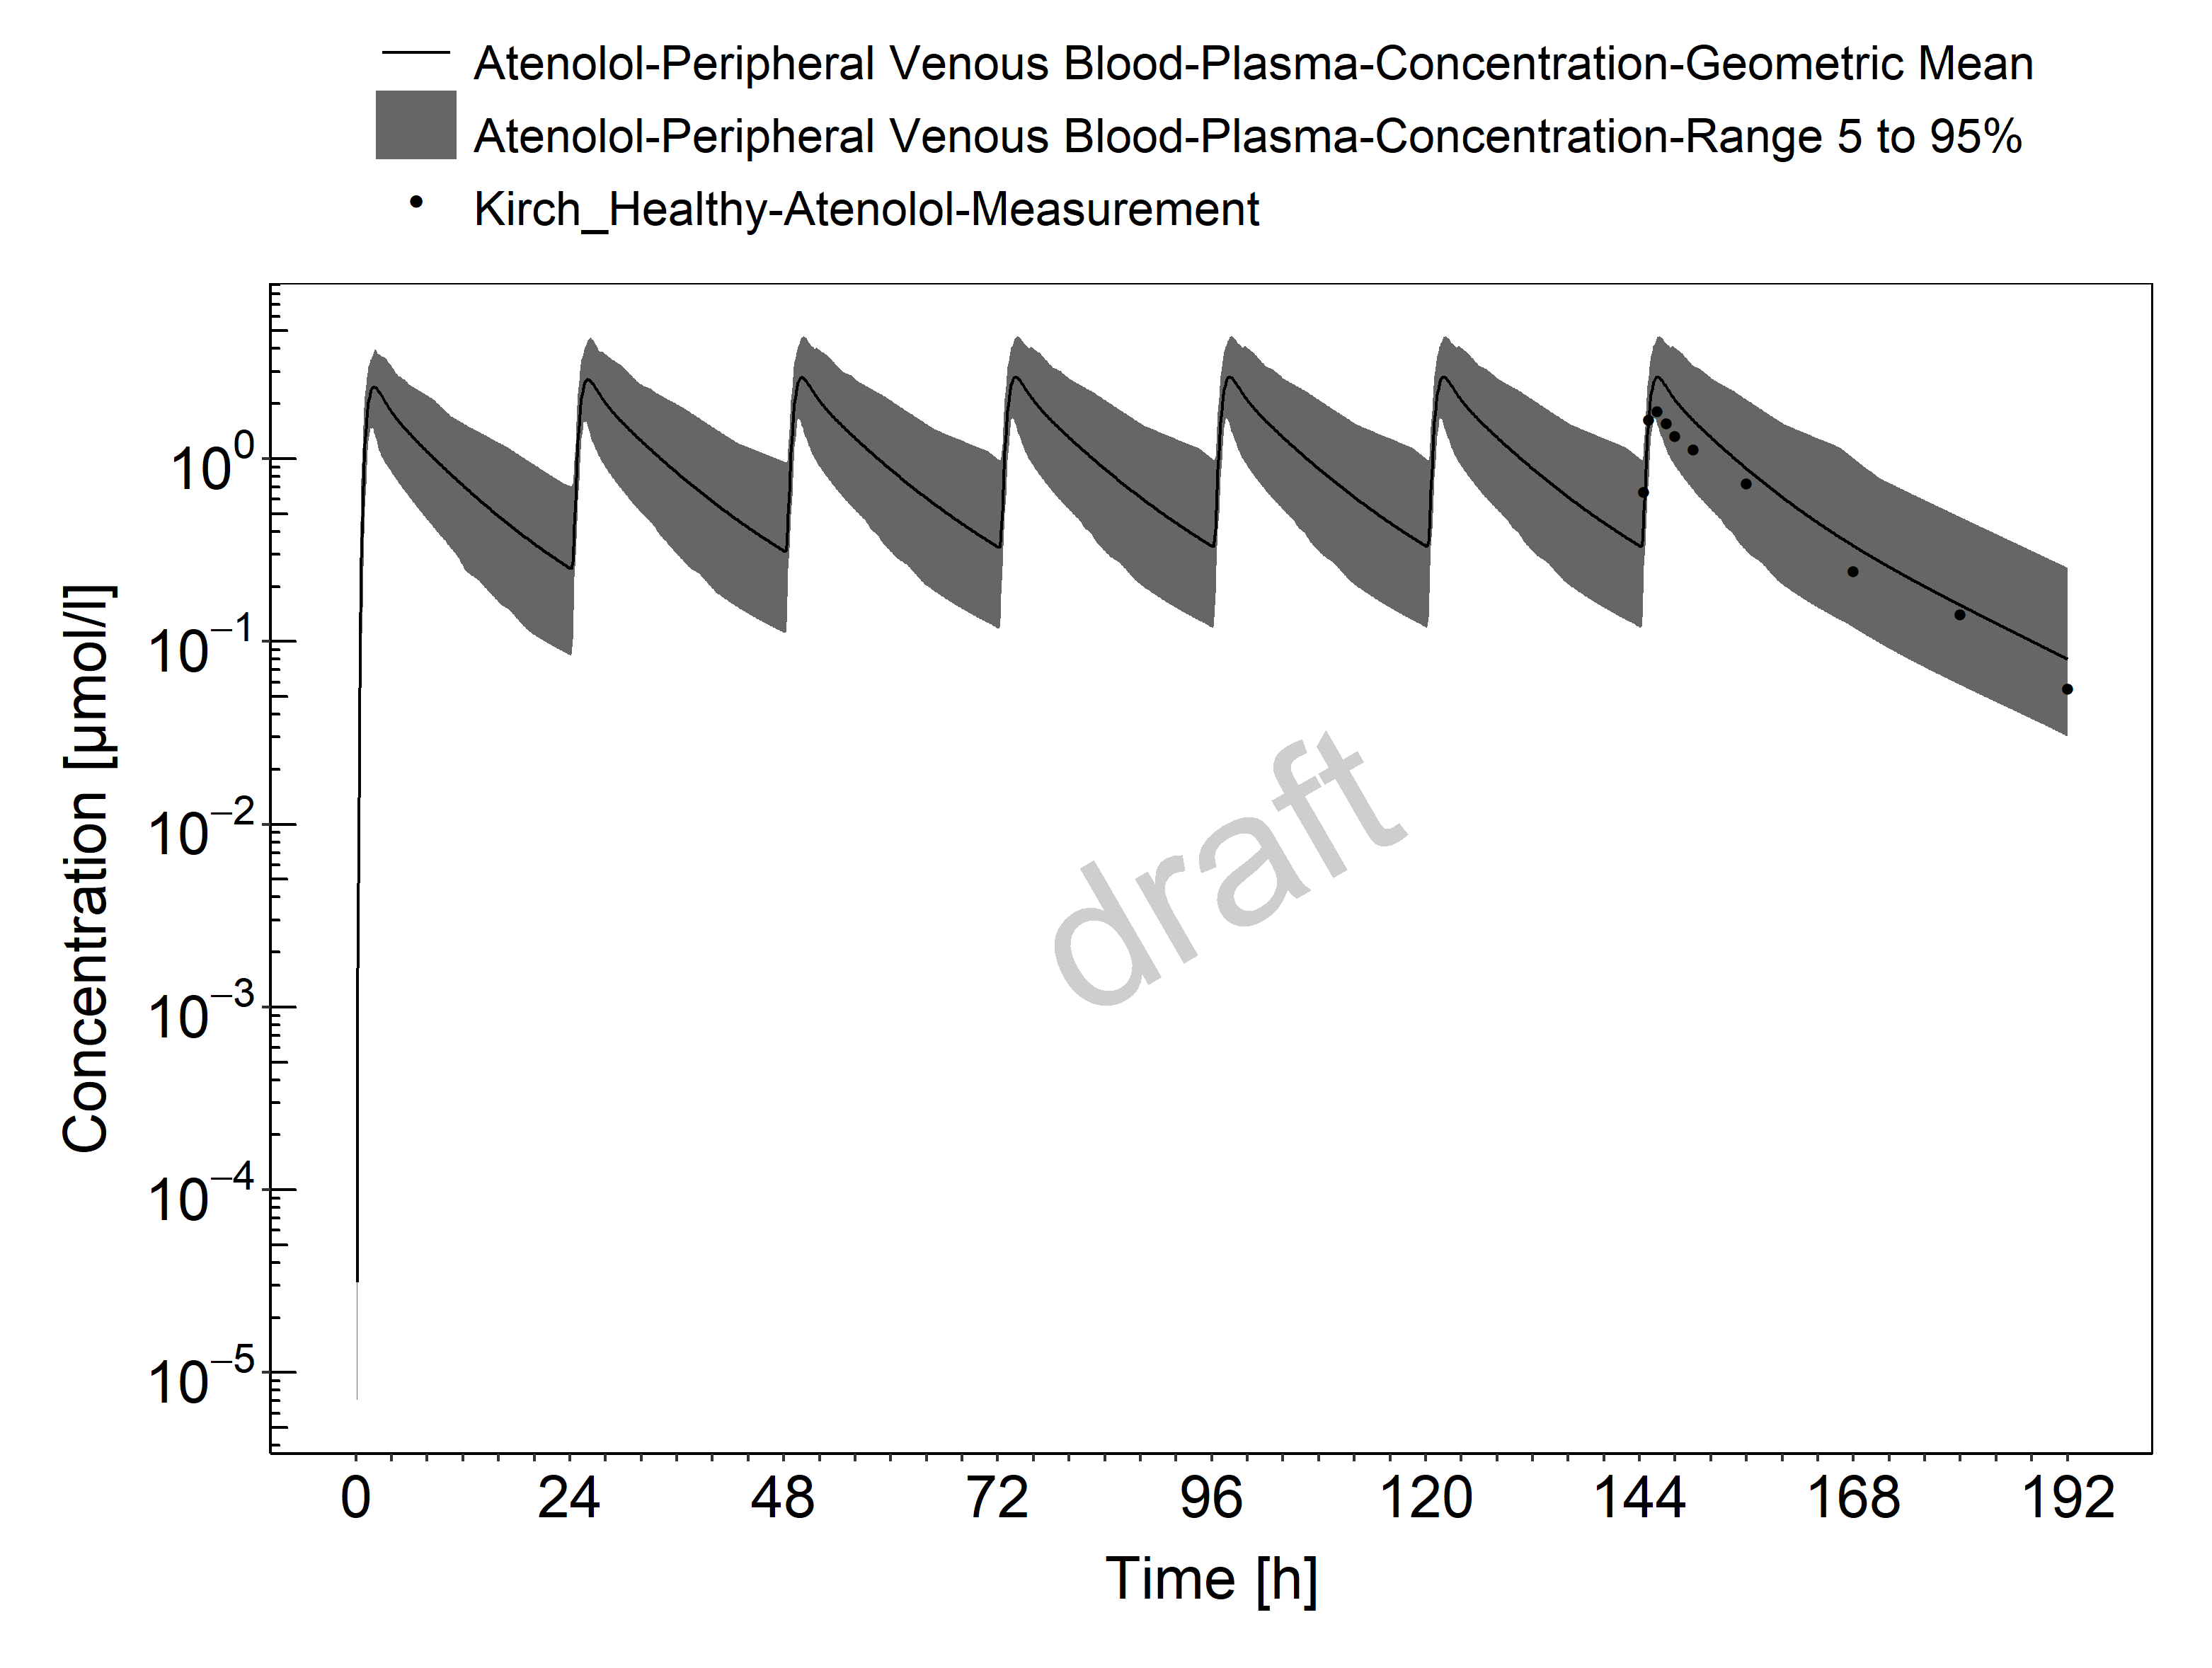 Atenolol-Peripheral Venous Blood-Plasma-Concentration-Geometric Mean
Atenolol-Peripheral Venous Blood-Plasma-Concentration-Range 5 to 95%
Kirch_Healthy-Atenolol-Measurement
Concentration [µmol/l]
10⁰
10⁻¹
10⁻²
10⁻³
10⁻⁴
10⁻⁵
draft
0 24 48 72 96 120 144 168 192
Time [h]